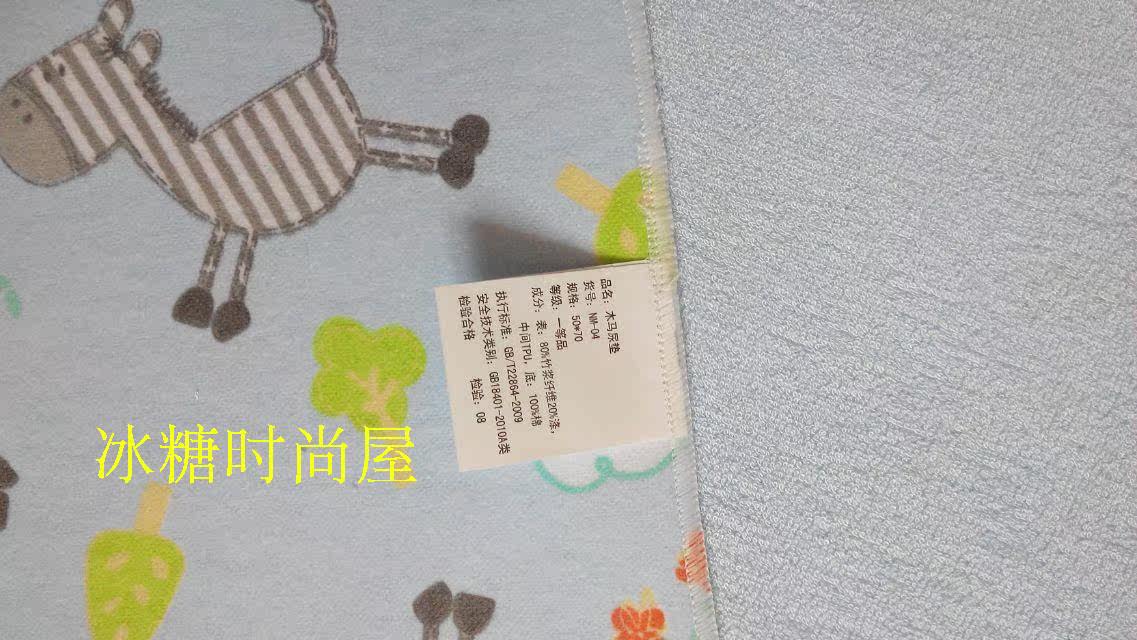 品名：木马尿垫
货号：NM-04
规格：50*70
等级：一等品
成分：表：80%竹浆纤维20%涤，
中间TPU，底：100%棉
执行标准：GB/T22864-2009
安全技术类别：GB18401-2010A类
检验合格 检验：08
冰糖时尚屋